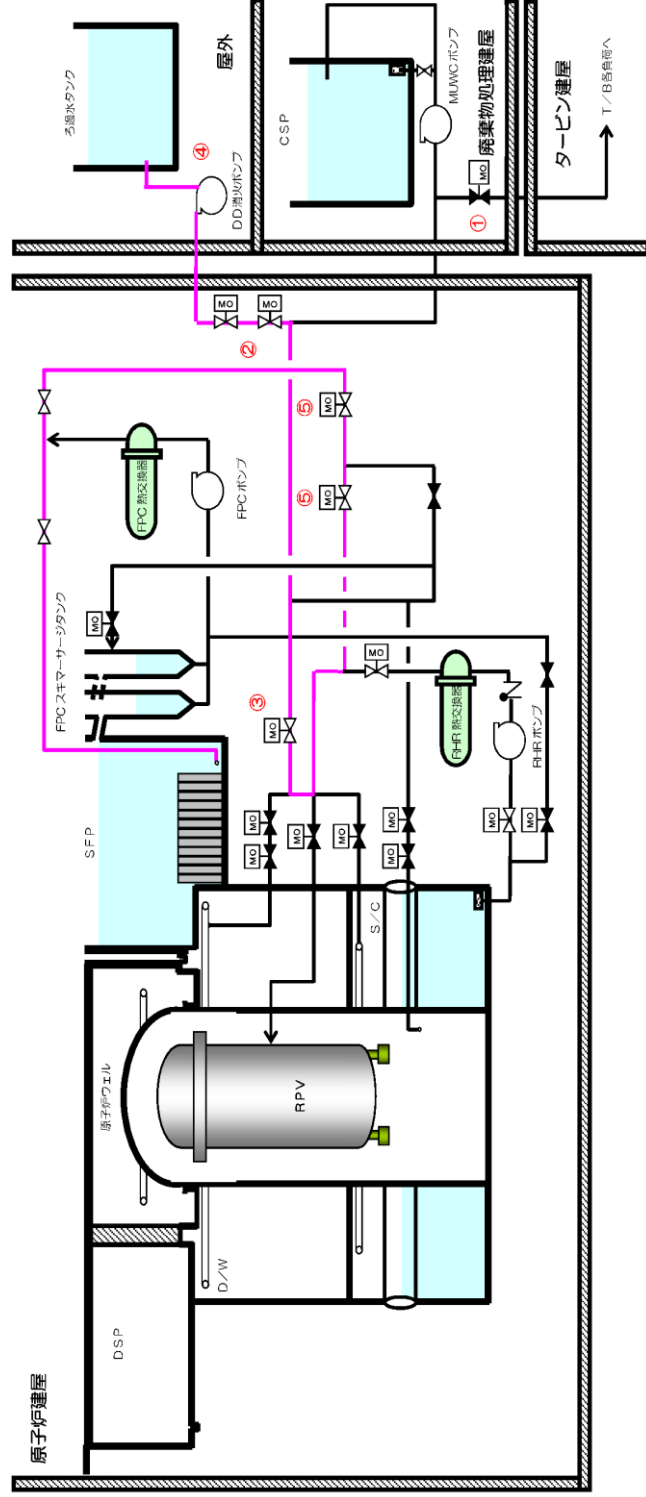 原子炉建屋
DSP
原子炉ウェル
D/W
RPV
S/C
SFP
FPCスキマーサージタンク
MO
FPC熱交換器
FPCポンプ
③
MO
MO
MO
MO
MO
MO
MO
MO
MO
MO
RHR熱交換器
RHRポンプ
⑤
MO
⑤
MO
②
MO
MO
ろ過水タンク
④
DD消火ポンプ
屋外
CSP
MUWCポンプ
廃棄物処理建屋
①
MO
タービン建屋
T/B各負荷へ